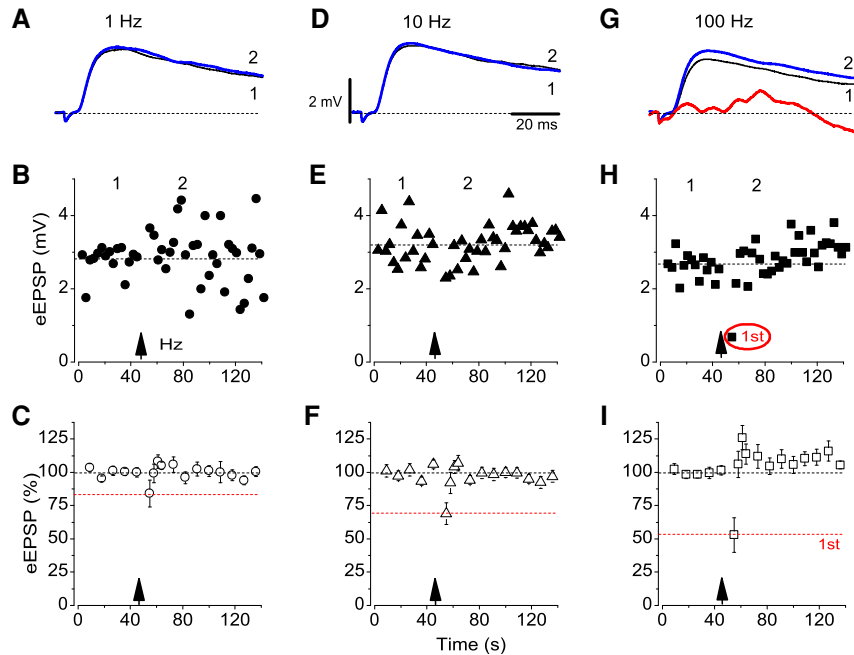 A 1 Hz D 10 Hz G 100 Hz
2 2 2
1 1 1
2 mV
20 ms
B E H
1 2 1 2 1 2
eEPSP (mV)
4 4 4
2 2 2
Hz 1st
0 0 0
0 40 80 120 0 40 80 120 0 40 80 120
C F I
125 125 125
100 100 100
eEPSP (%)
75 75 75
50 50 50
1st
25 25 25
0 0 0
0 40 80 120 0 40 80 120 0 40 80 120
Time (s)